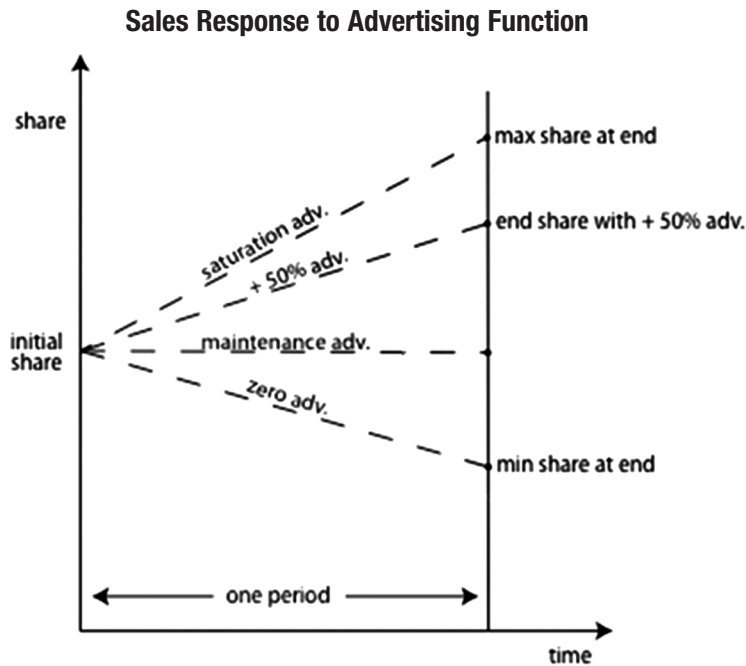 Sales Response to Advertising Function
share
max share at end
saturation adv.
end share with + 50% adv.
+ 50% adv.
initial
share
maintenance adv.
zero adv.
min share at end
one period
time